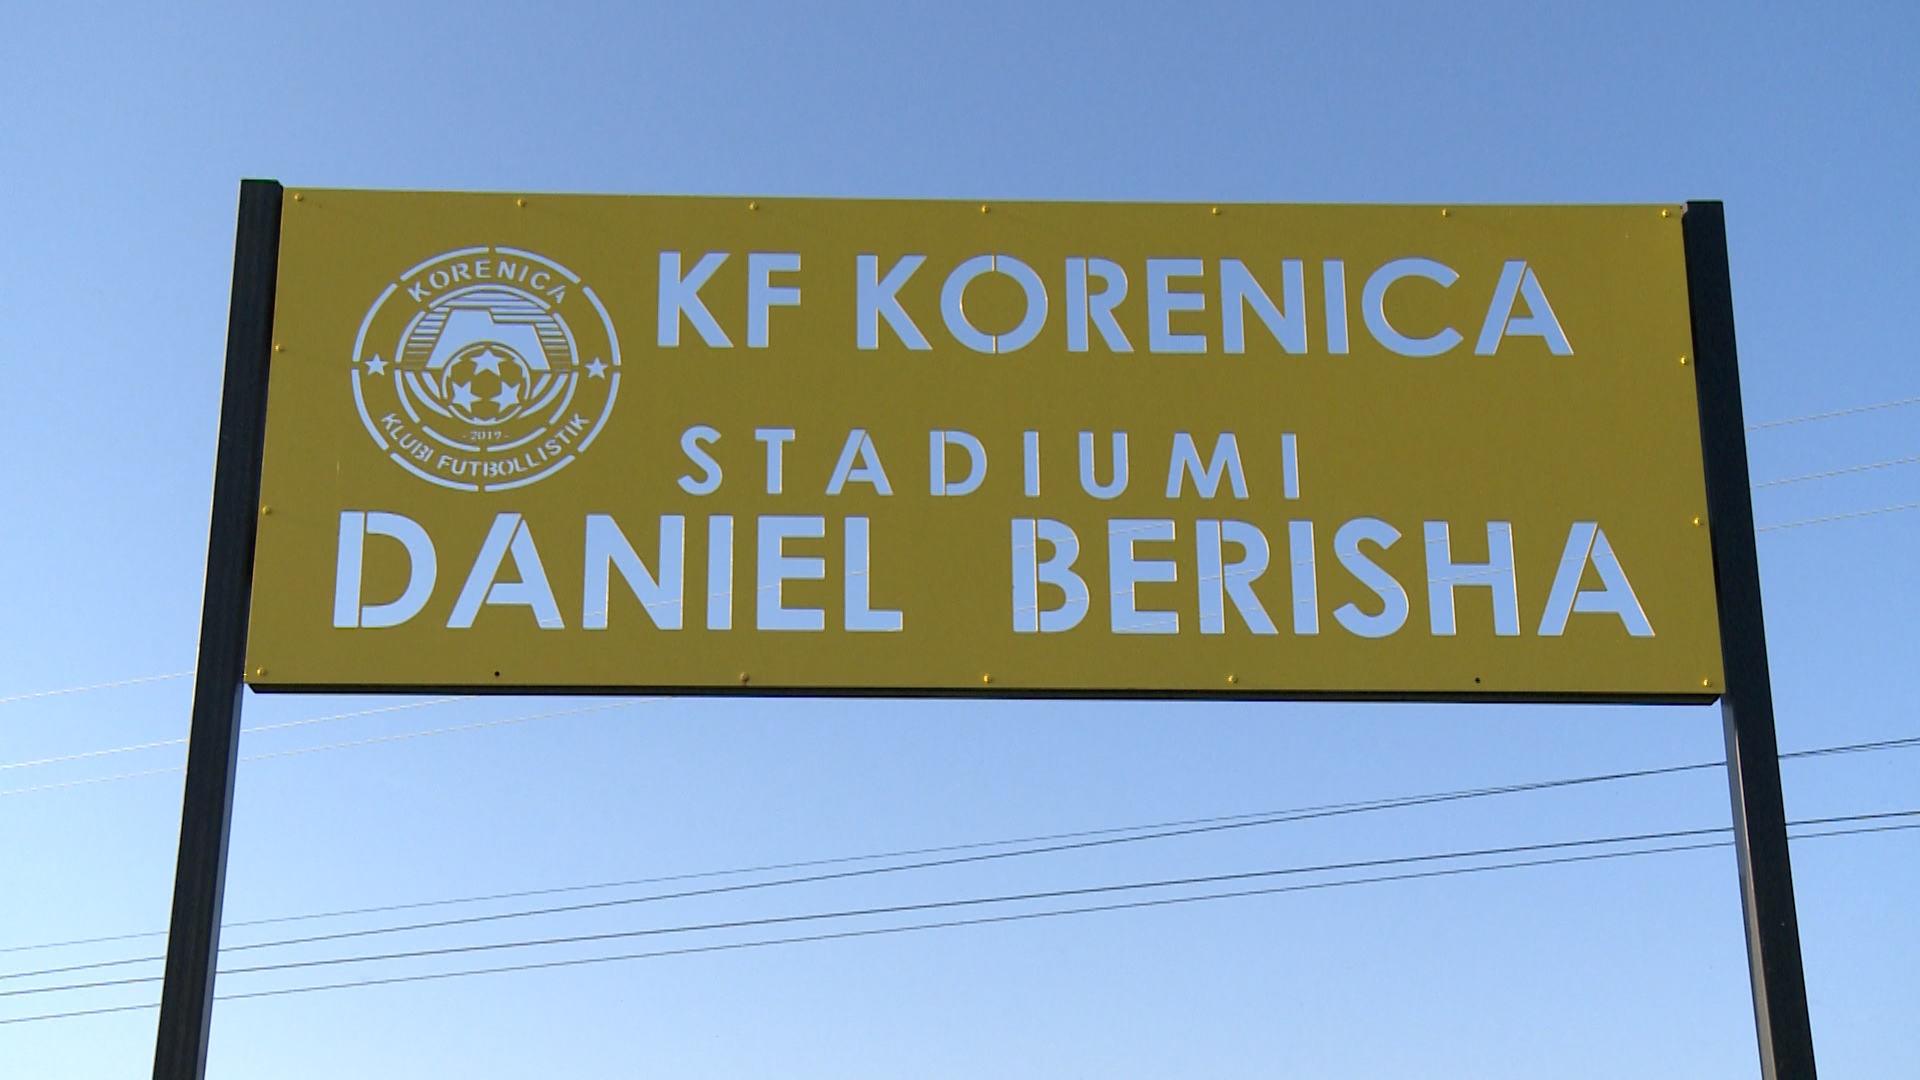 KORENICA
- 2019 -
KLUBI FUTBOLLISTIK
KF KORENICA
STADIUMI
DANIEL BERISHA